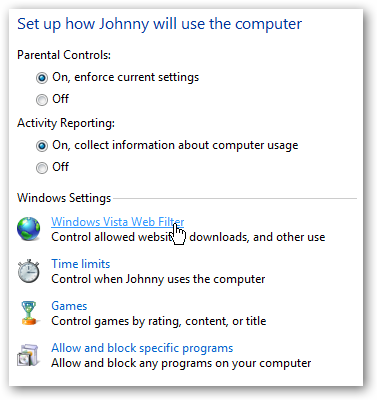 Set up how Johnny will use the computer
Parental Controls:
On, enforce current settings
Off
Activity Reporting:
On, collect information about computer usage
Off
Windows Settings
Windows Vista Web Filter
Control allowed websites, downloads, and other use
Time limits
Control when Johnny uses the computer
Games
Control games by rating, content, or title
Allow and block specific programs
Allow and block any programs on your computer